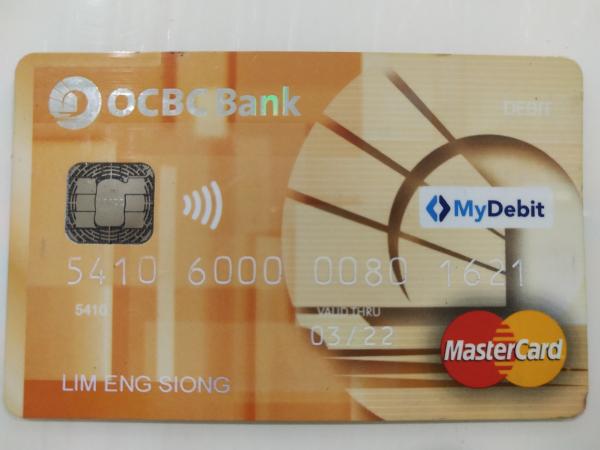 OCBC Bank
DEBIT
MyDebit
5410 6000 0080 1621
5410
VALID THRU
03/22
MasterCard
LIM ENG SIONG